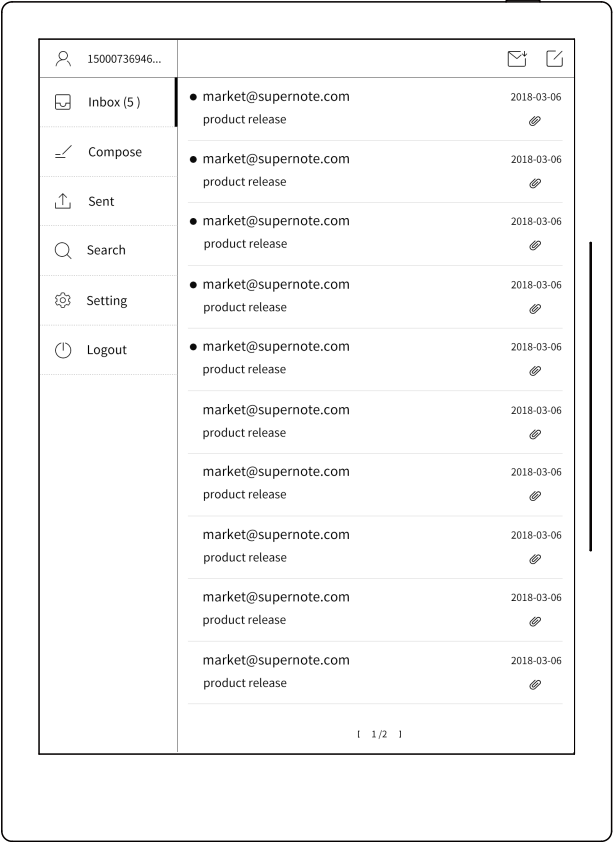 15000736946...
Inbox (5 )
Compose
Sent
Search
Setting
Logout
market@supernote.com 2018-03-06
product release
market@supernote.com 2018-03-06
product release
market@supernote.com 2018-03-06
product release
market@supernote.com 2018-03-06
product release
market@supernote.com 2018-03-06
product release
market@supernote.com 2018-03-06
product release
market@supernote.com 2018-03-06
product release
market@supernote.com 2018-03-06
product release
market@supernote.com 2018-03-06
product release
market@supernote.com 2018-03-06
product release
[ 1/2 ]